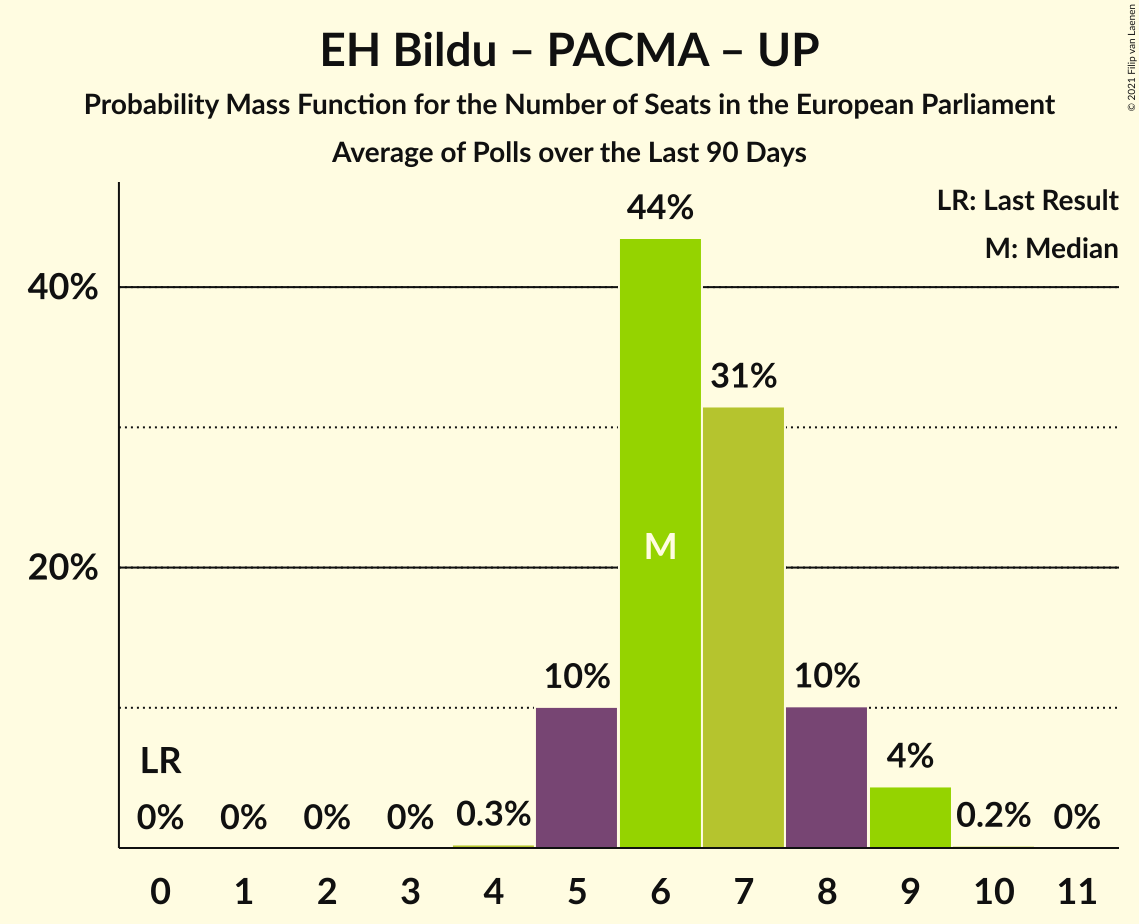 EH Bildu – PACMA – UP
Probability Mass Function for the Number of Seats in the European Parliament
Average of Polls over the Last 90 Days
© 2021 Filip van Laenen
LR: Last Result
M: Median
44%
40%
31%
M
20%
10%
10%
LR
4%
0%
0%
0%
0%
0.3%
0.2%
0%
0 1 2 3 4 5 6 7 8 9 10 11